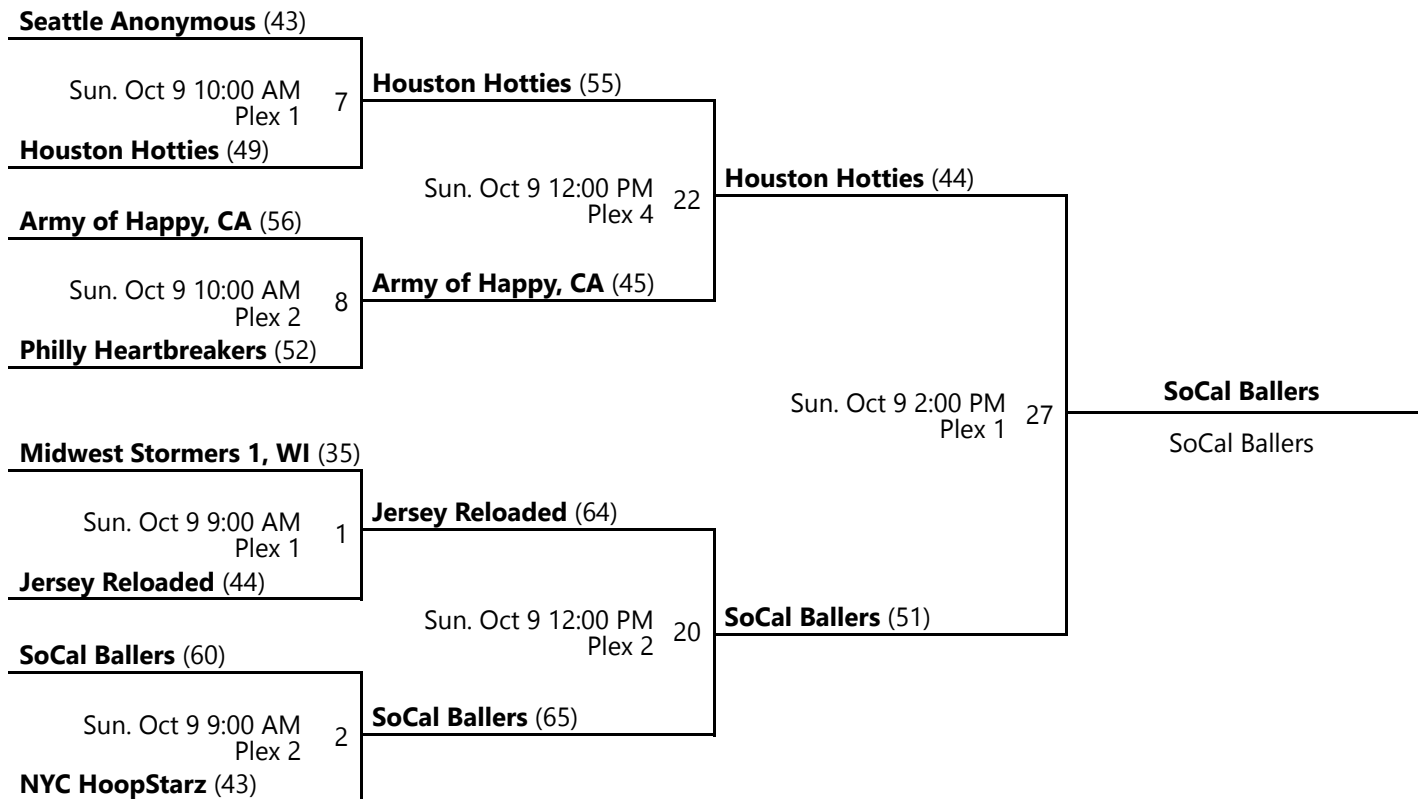 Seattle Anonymous (43)
Sun. Oct 9 10:00 AM
Plex 1
7
Houston Hotties (49)
Houston Hotties (55)
Army of Happy, CA (56)
Sun. Oct 9 10:00 AM
Plex 2
8
Philly Heartbreakers (52)
Army of Happy, CA (45)
Sun. Oct 9 12:00 PM
Plex 4
22
Houston Hotties (44)
Midwest Stormers 1, WI (35)
Sun. Oct 9 9:00 AM
Plex 1
1
Jersey Reloaded (44)
Jersey Reloaded (64)
SoCal Ballers (60)
Sun. Oct 9 9:00 AM
Plex 2
2
NYC HoopStarz (43)
SoCal Ballers (65)
Sun. Oct 9 12:00 PM
Plex 2
20
SoCal Ballers (51)
Sun. Oct 9 2:00 PM
Plex 1
27
SoCal Ballers
SoCal Ballers